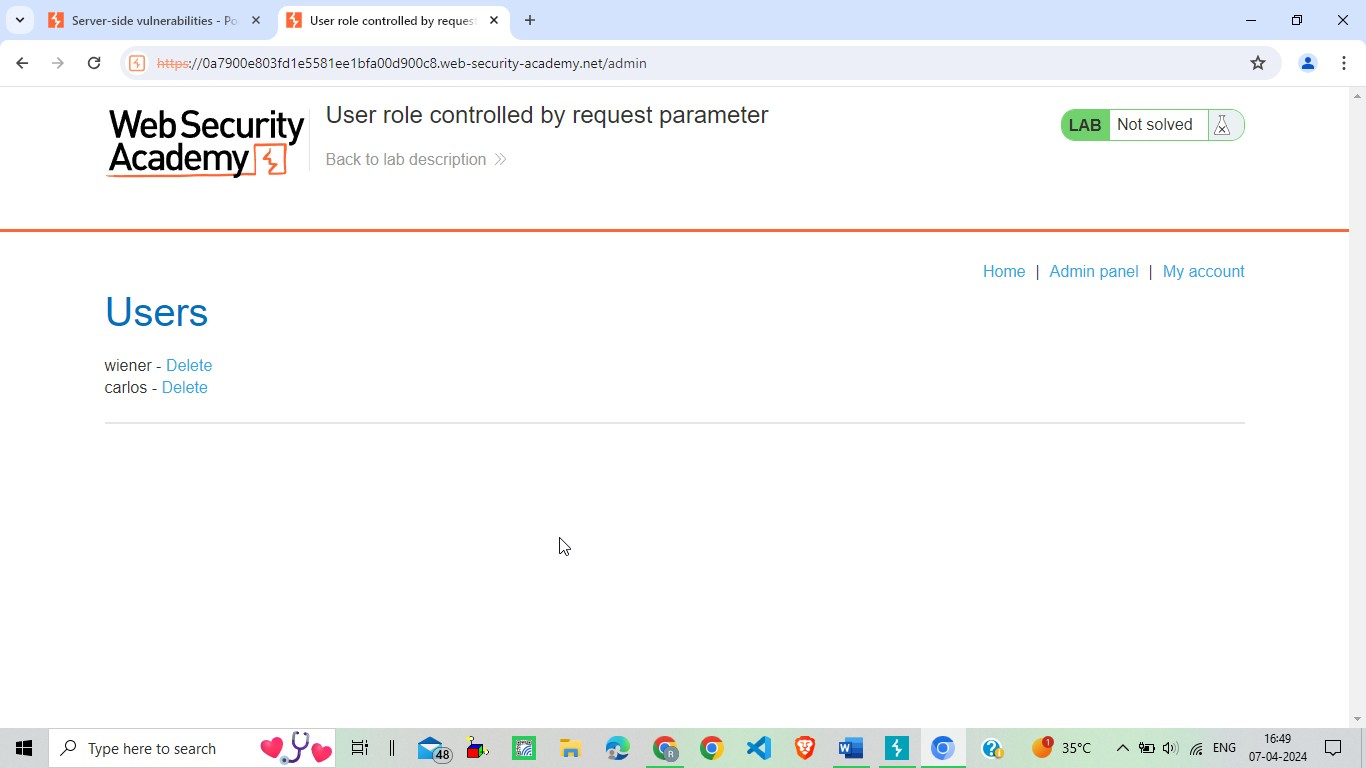 Server-side vulnerabilities - Po
User role controlled by request
https://0a7900e803fd1e5581ee1bfa00d900c8.web-security-academy.net/admin
Web Security
Academy
User role controlled by request parameter
Back to lab description
LAB Not solved
Home | Admin panel | My account
Users
wiener - Delete
carlos - Delete
Type here to search
48
R
1
35°C
ENG
16:49
07-04-2024